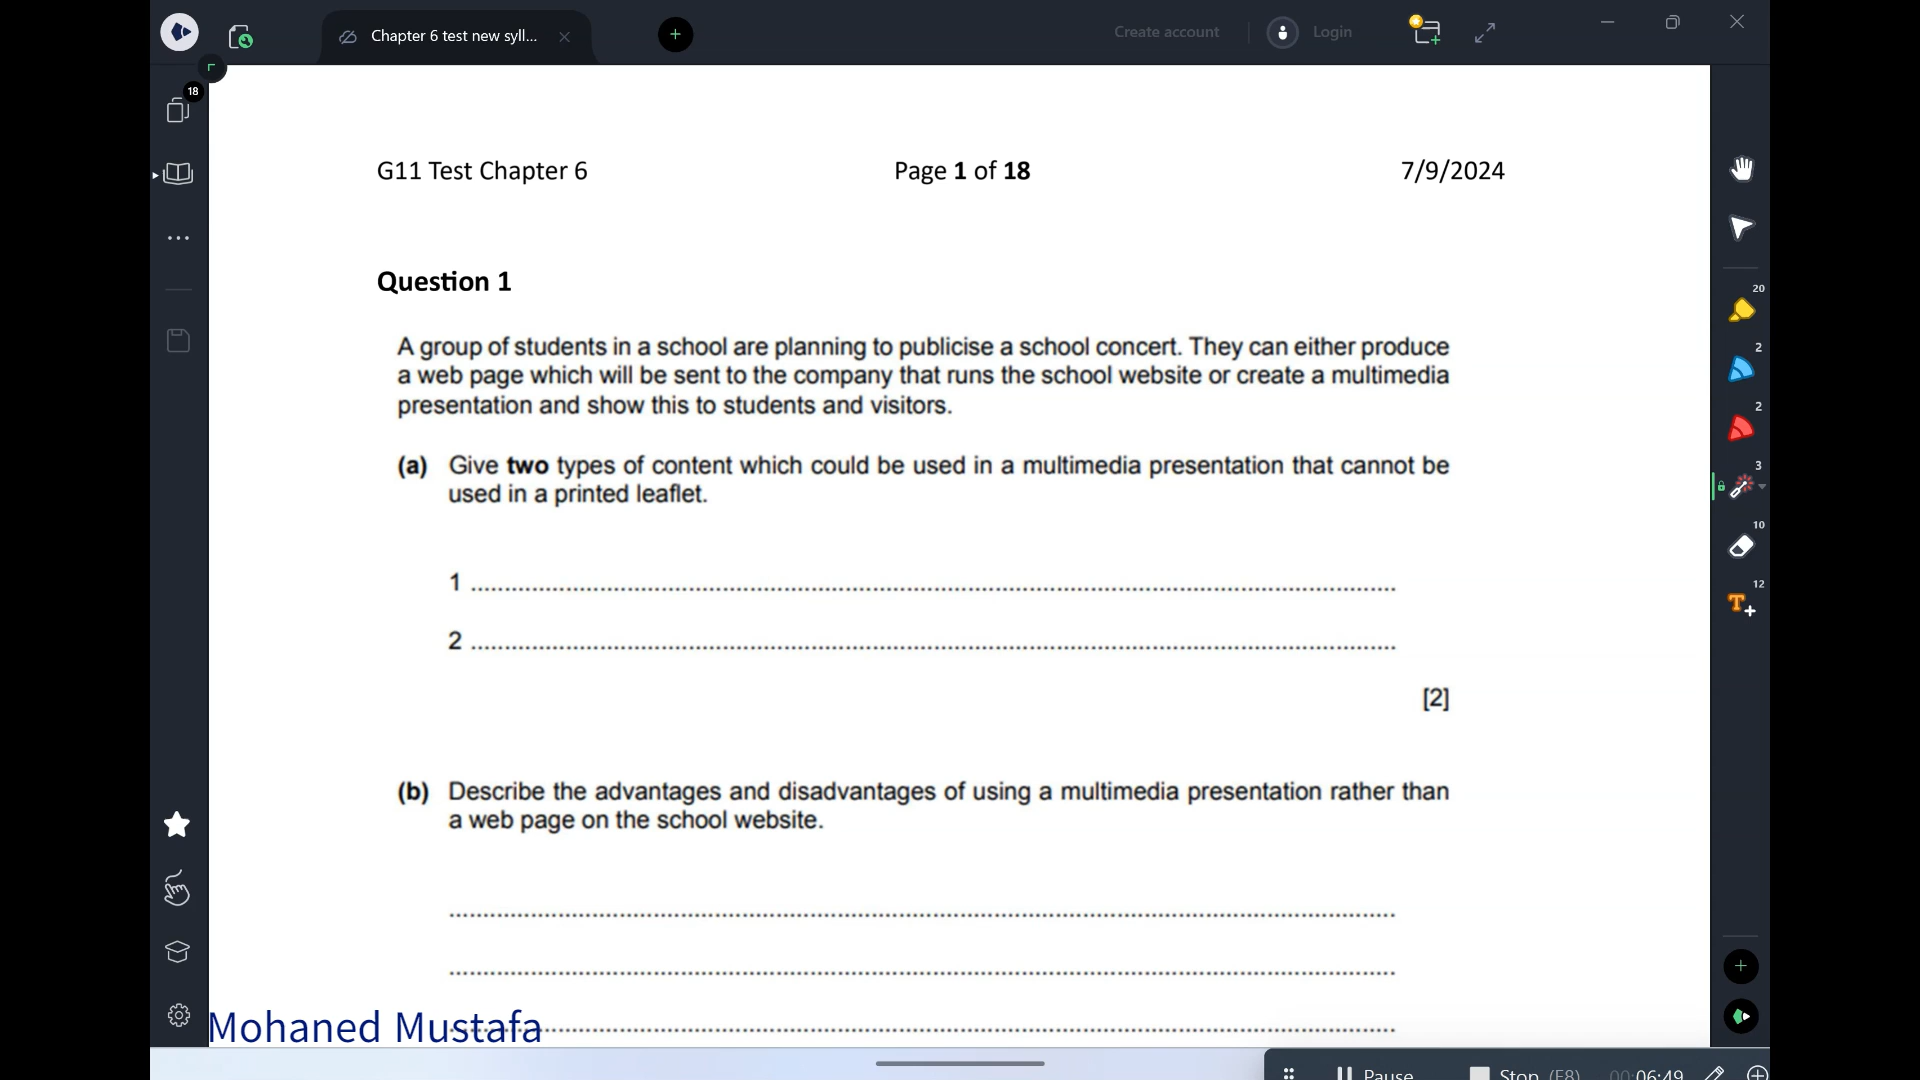 Chapter 6 test new syll...
Create account
Login
18
G11 Test Chapter 6 Page 1 of 18 7/9/2024
Question 1
A group of students in a school are planning to publicise a school concert. They can either produce
a web page which will be sent to the company that runs the school website or create a multimedia
presentation and show this to students and visitors.
(a) Give two types of content which could be used in a multimedia presentation that cannot be
used in a printed leaflet.
1
2
[2]
(b) Describe the advantages and disadvantages of using a multimedia presentation rather than
a web page on the school website.
20
2
2
3
10
12
Mohaned Mustafa
Pause Stop (F8) 00:06:49